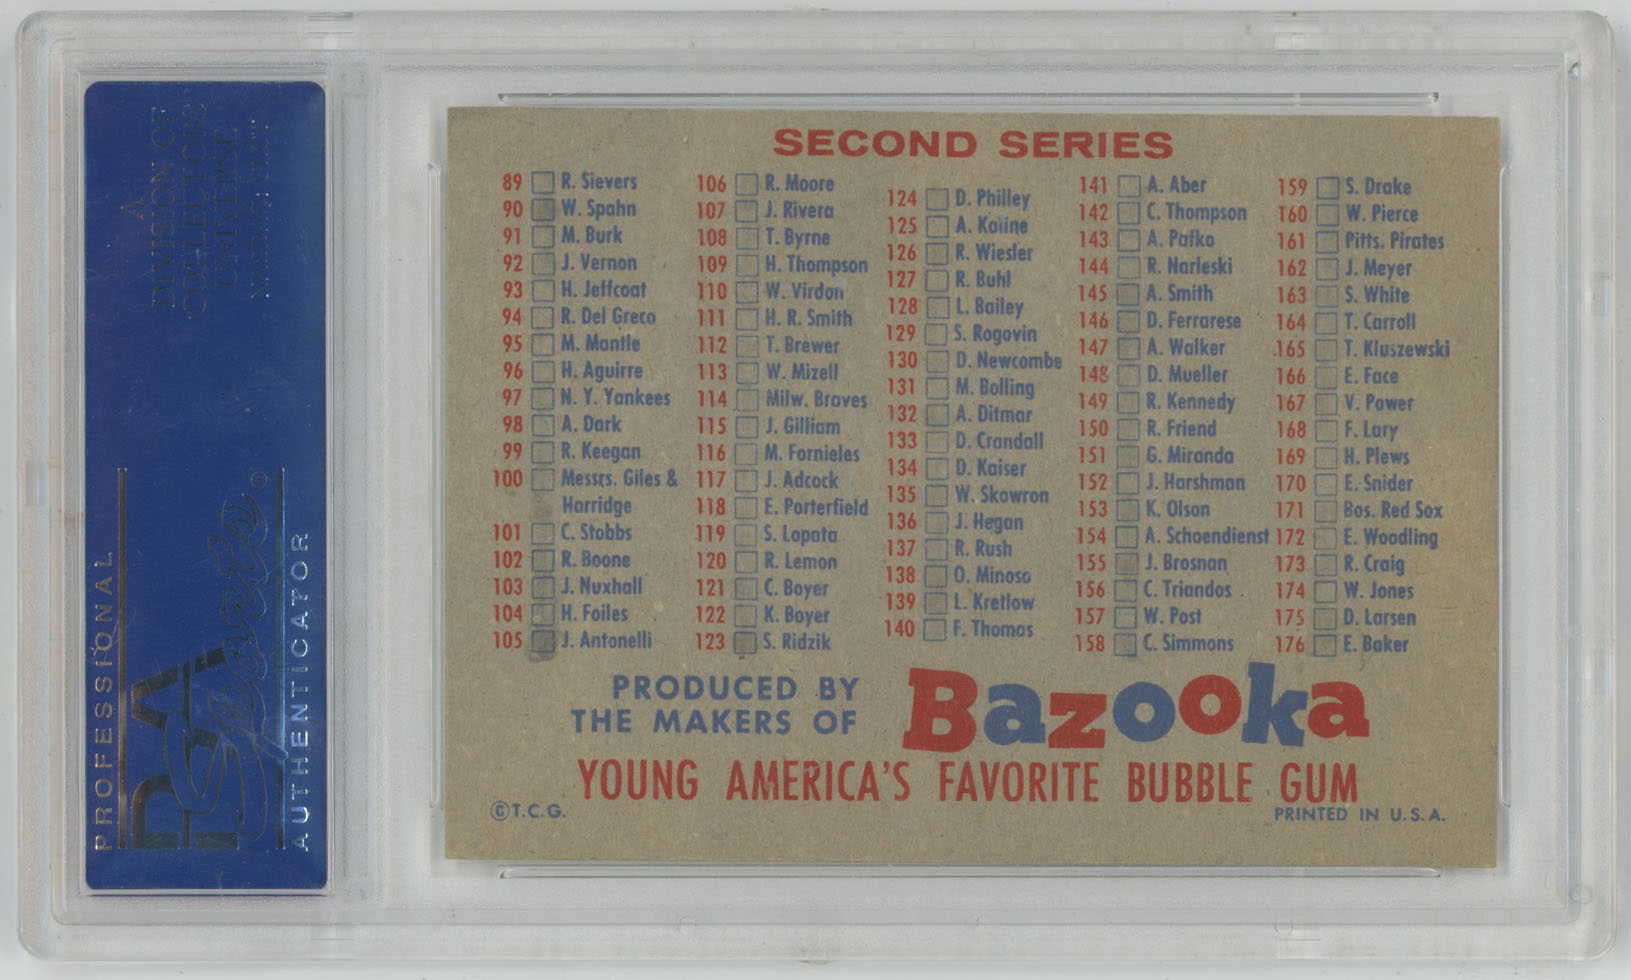 A
DIVISION OF
COLLECTORS
UNIVERSE
NASDAQ: CLCT
PROFESSIONAL
PSA
Sports
AUTHENTICATOR
SECOND SERIES
89 R. Sievers
90 W. Spahn
91 M. Burk
92 J. Vernon
93 H. Jeffcoat
94 R. Del Greco
95 M. Mantle
96 H. Aguirre
97 N. Y. Yankees
98 A. Dark
99 R. Keegan
100 Messrs. Giles &
Harridge
101 C. Stobbs
102 R. Boone
103 J. Nuxhall
104 H. Foiles
105 J. Antonelli
106 R. Moore
107 J. Rivera
108 T. Byrne
109 H. Thompson
110 W. Virdon
111 H. R. Smith
112 T. Brewer
113 W. Mizell
114 Milw. Braves
115 J. Gilliam
116 M. Fornieles
117 J. Adcock
118 E. Porterfield
119 S. Lopata
120 R. Lemon
121 C. Boyer
122 K. Boyer
123 S. Ridzik
124 D. Philley
125 A. Kaline
126 R. Wiesler
127 R. Buhl
128 L. Bailey
129 S. Rogovin
130 D. Newcombe
131 M. Bolling
132 A. Ditmar
133 D. Crandall
134 D. Kaiser
135 W. Skowron
136 J. Hegan
137 R. Rush
138 O. Minoso
139 L. Kretlow
140 F. Thomas
141 A. Aber
142 C. Thompson
143 A. Pafko
144 R. Narleski
145 A. Smith
146 D. Ferrarese
147 A. Walker
148 D. Mueller
149 R. Kennedy
150 R. Friend
151 G. Miranda
152 J. Harshman
153 K. Olson
154 A. Schoendienst
155 J. Brosnan
156 C. Triandos
157 W. Post
158 C. Simmons
159 S. Drake
160 W. Pierce
161 Pitts. Pirates
162 J. Meyer
163 S. White
164 T. Carroll
165 T. Kluszewski
166 E. Face
167 V. Power
168 F. Lary
169 H. Plews
170 E. Snider
171 Bos. Red Sox
172 E. Woodling
173 R. Craig
174 W. Jones
175 D. Larsen
176 E. Baker
PRODUCED BY
THE MAKERS OF
Bazooka
YOUNG AMERICA'S FAVORITE BUBBLE GUM
© T.C.G.
PRINTED IN U.S.A.